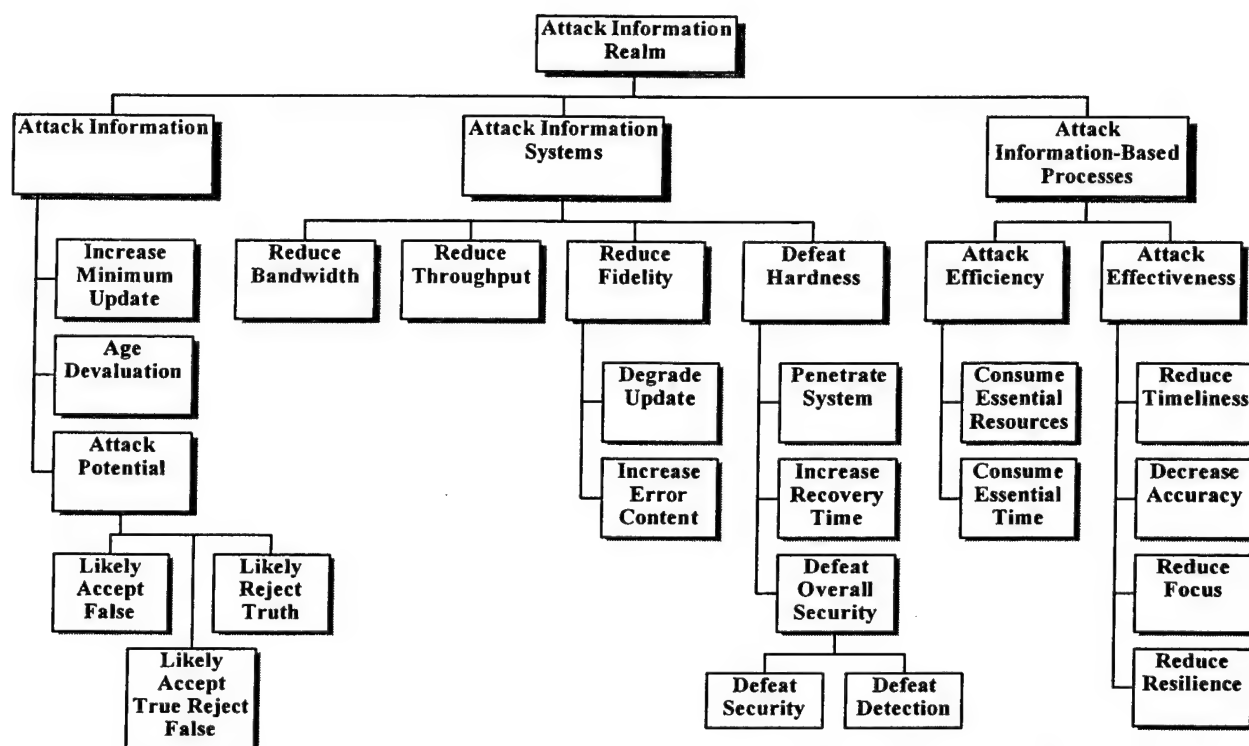 Attack Information
Realm
Attack Information
Attack Information
Systems
Attack
Information-Based
Processes
Increase
Minimum
Update
Age
Devaluation
Attack
Potential
Likely
Accept
False
Likely
Reject
Truth
Likely
Accept
True Reject
False
Reduce
Bandwidth
Reduce
Throughput
Reduce
Fidelity
Degrade
Update
Increase
Error
Content
Defeat
Hardness
Penetrate
System
Increase
Recovery
Time
Defeat
Overall
Security
Defeat
Security
Defeat
Detection
Attack
Efficiency
Consume
Essential
Resources
Consume
Essential
Time
Attack
Effectiveness
Reduce
Timeliness
Decrease
Accuracy
Reduce
Focus
Reduce
Resilience